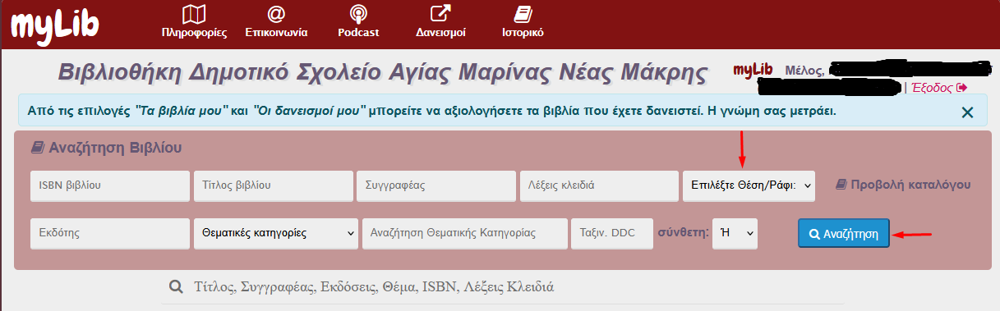 myLib
Πληροφορίες
Επικοινωνία
Podcast
Δανεισμοί
Ιστορικό
Βιβλιοθήκη Δημοτικό Σχολείο Αγίας Μαρίνας Νέας Μάκρης
myLib Μέλος,
| Έξοδος
Από τις επιλογές "Τα βιβλία μου" και "Οι δανεισμοί μου" μπορείτε να αξιολογήσετε τα βιβλία που έχετε δανειστεί. Η γνώμη σας μετράει.
Αναζήτηση Βιβλίου
ISBN βιβλίου
Τίτλος βιβλίου
Συγγραφέας
Λέξεις κλειδιά
Επιλέξτε Θέση/Ράφι:
Προβολή καταλόγου
Εκδότης
Θεματικές κατηγορίες
Αναζήτηση Θεματικής Κατηγορίας
Ταξιν. DDC
σύνθετη:
Ή
Αναζήτηση
Τίτλος, Συγγραφέας, Εκδόσεις, Θέμα, ISBN, Λέξεις Κλειδιά